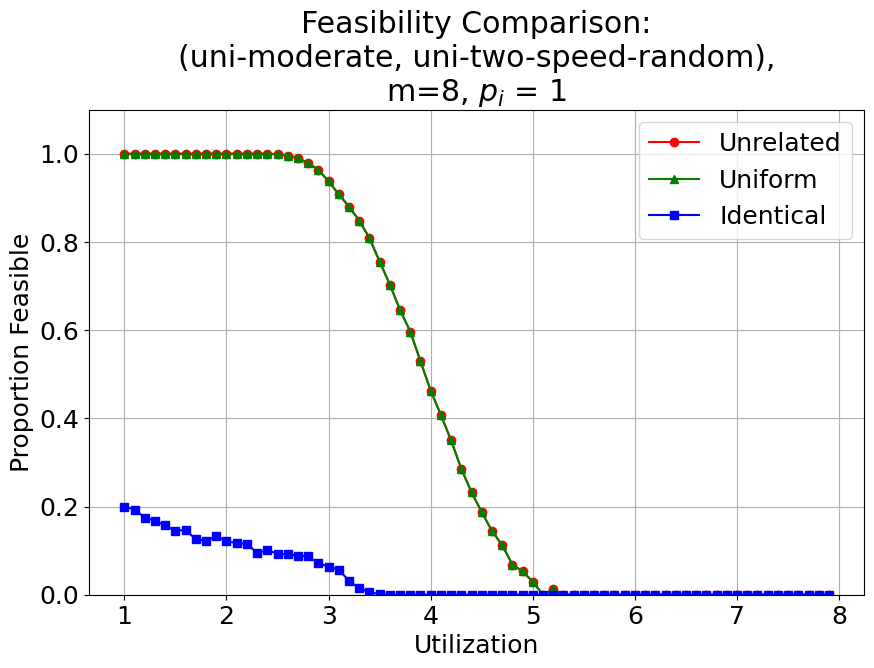 Feasibility Comparison:
(uni-moderate, uni-two-speed-random),
m=8, $p_i$ = 1
Unrelated
Uniform
Identical
Proportion Feasible
1.0
0.8
0.6
0.4
0.2
0.0
1 2 3 4 5 6 7 8
Utilization